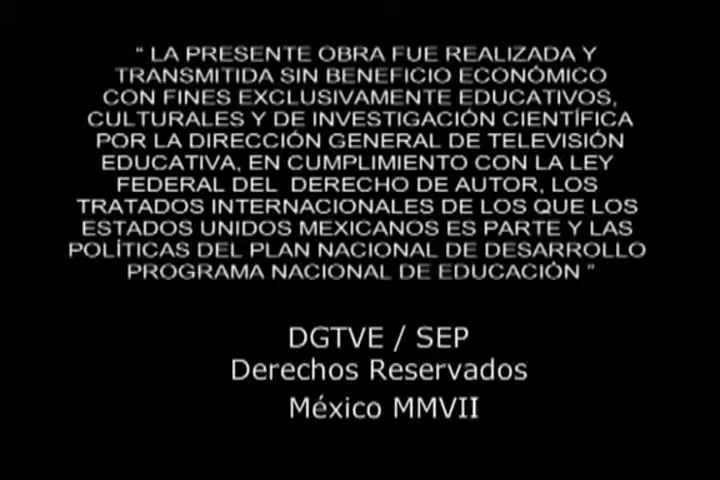 “ LA PRESENTE OBRA FUE REALIZADA Y
TRANSMITIDA SIN BENEFICIO ECONÓMICO
CON FINES EXCLUSIVAMENTE EDUCATIVOS,
CULTURALES Y DE INVESTIGACIÓN CIENTÍFICA
POR LA DIRECCIÓN GENERAL DE TELEVISIÓN
EDUCATIVA, EN CUMPLIMIENTO CON LA LEY
FEDERAL DEL DERECHO DE AUTOR, LOS
TRATADOS INTERNACIONALES DE LOS QUE LOS
ESTADOS UNIDOS MEXICANOS ES PARTE Y LAS
POLÍTICAS DEL PLAN NACIONAL DE DESARROLLO
PROGRAMA NACIONAL DE EDUCACIÓN ”
DGTVE / SEP
Derechos Reservados
México MMVII